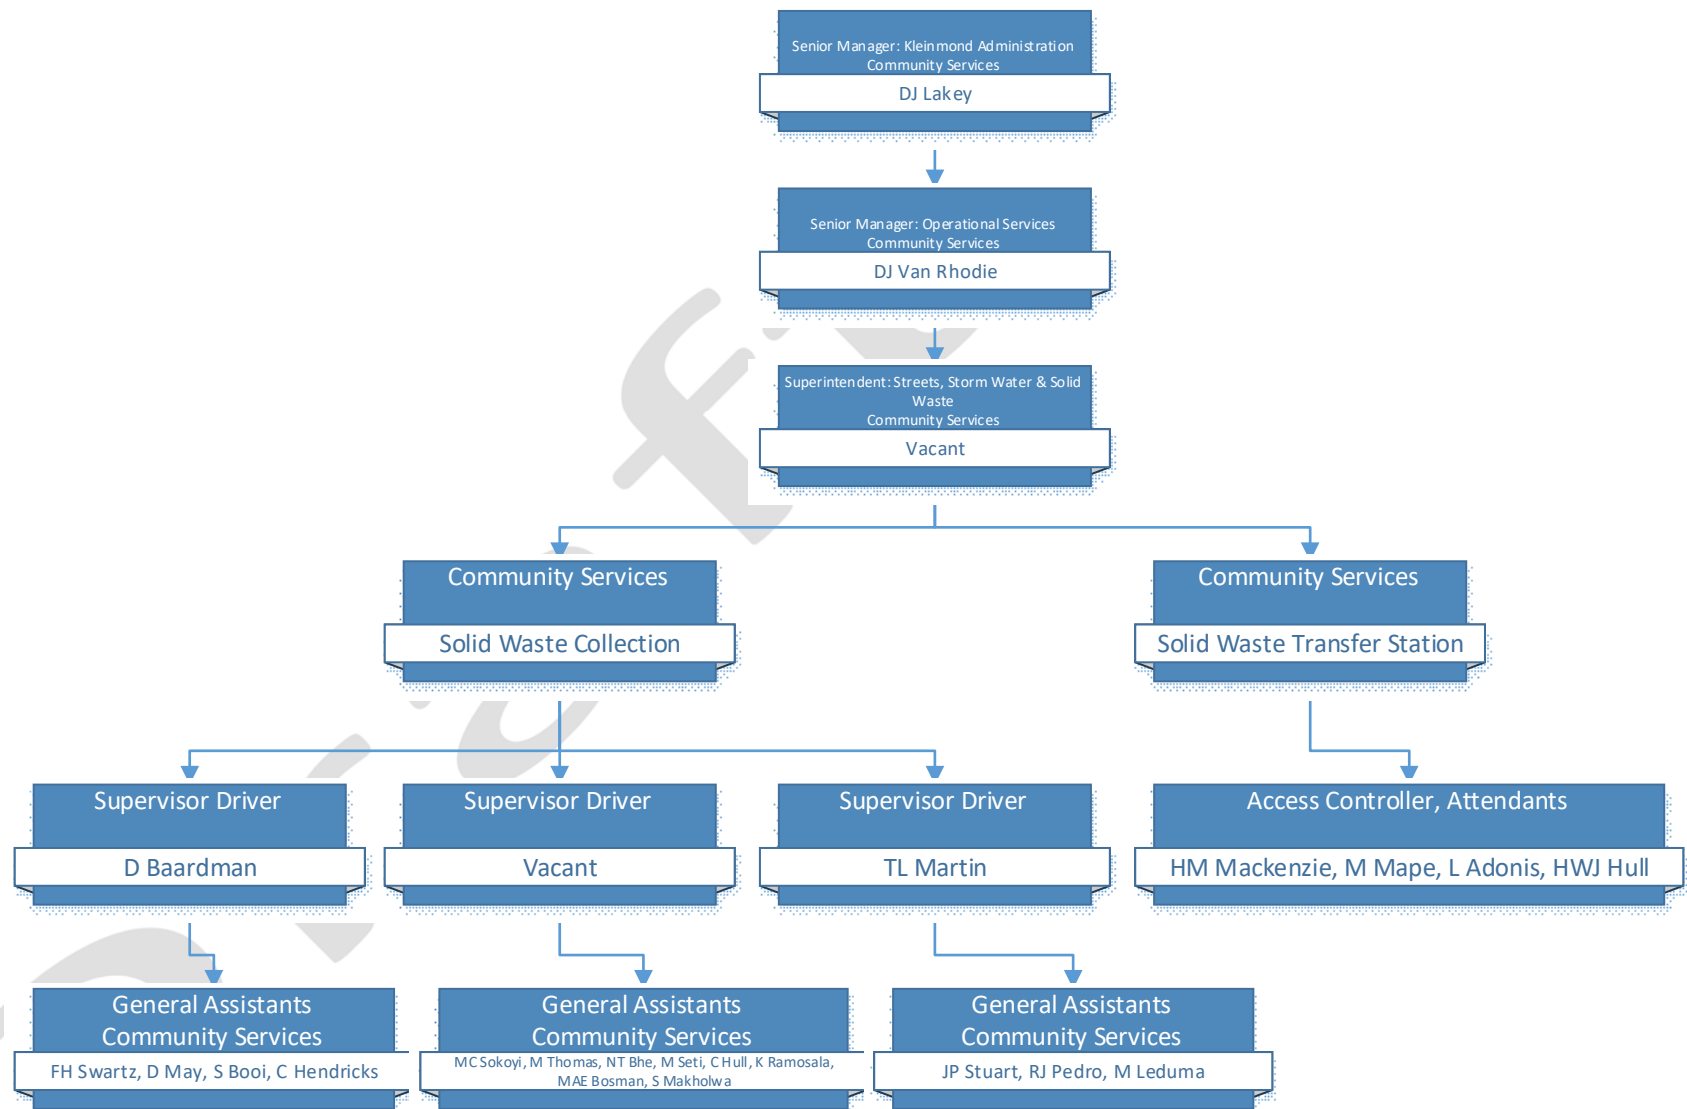 Senior Manager: Kleinmond Administration
Community Services
DJ Lakey
Senior Manager: Operational Services
Community Services
DJ Van Rhodie
Superintendent: Streets, Storm Water & Solid
Waste
Community Services
Vacant
Community Services
Solid Waste Collection
Community Services
Solid Waste Transfer Station
Supervisor Driver
D Baardman
Supervisor Driver
Vacant
Supervisor Driver
TL Martin
Access Controller, Attendants
HM Mackenzie, M Mape, L Adonis, HWJ Hull
General Assistants
Community Services
FH Swartz, D May, S Booi, C Hendricks
General Assistants
Community Services
MC Sokoyi, M Thomas, NT Bhe, M Seti, C Hull, K Ramosala,
MAE Bosman, S Makholwa
General Assistants
Community Services
JP Stuart, RJ Pedro, M Leduma